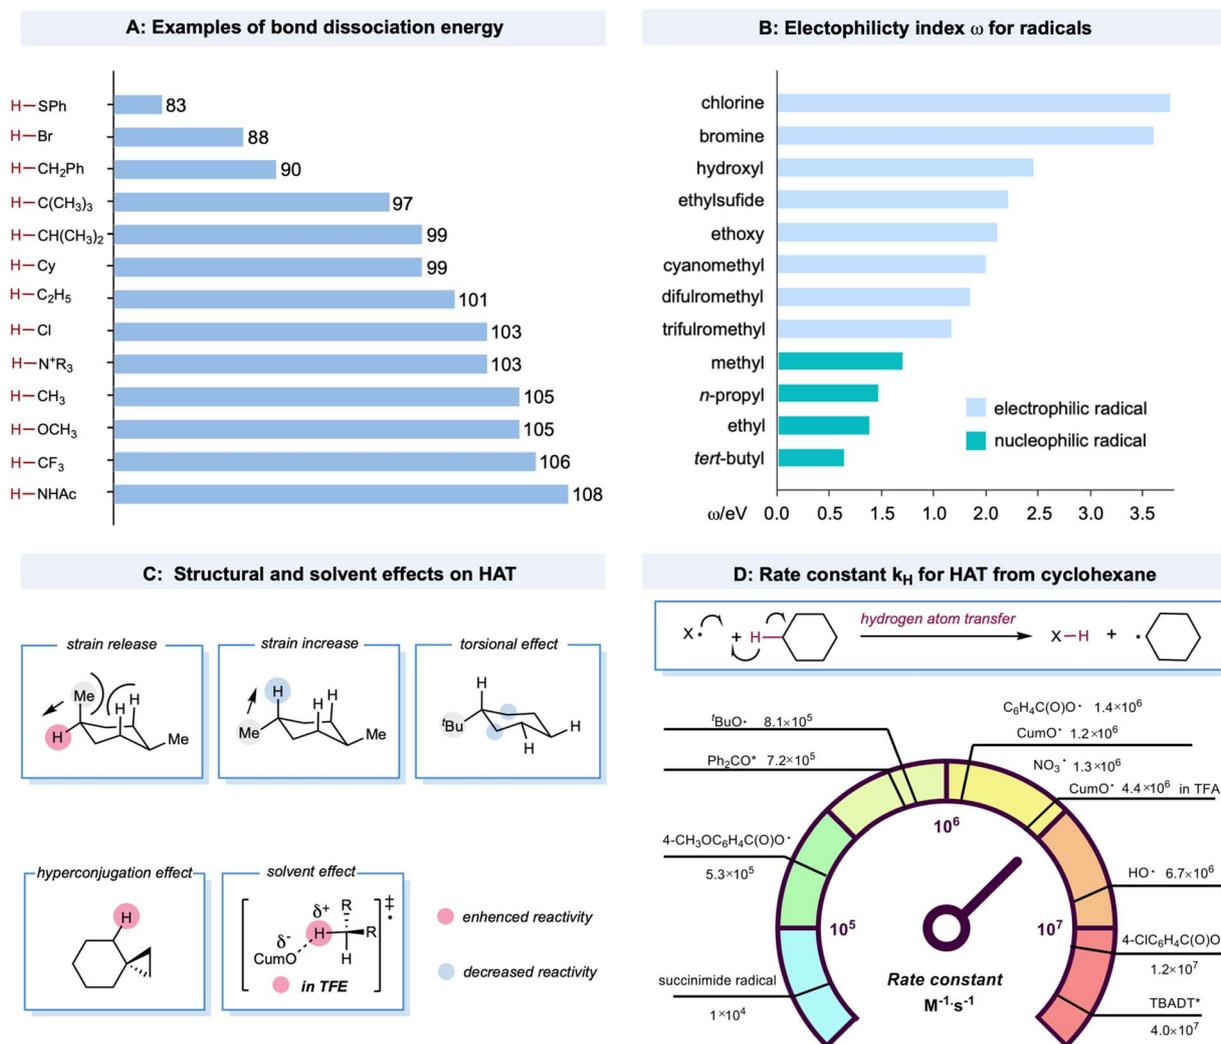 A: Examples of bond dissociation energy
H—SPh 83
H—Br 88
H—CH₂Ph 90
H—C(CH₃)₃ 97
H—CH(CH₃)₂ 99
H—Cy 99
H—C₂H₅ 101
H—Cl 103
H—N⁺R₃ 103
H—CH₃ 105
H—OCH₃ 105
H—CF₃ 106
H—NHAc 108
B: Electophilicty index ω for radicals
chlorine
bromine
hydroxyl
ethylsufide
ethoxy
cyanomethyl
difulromethyl
trifulromethyl
methyl
n-propyl
ethyl
tert-butyl
electrophilic radical
nucleophilic radical
ω/eV 0.0 0.5 1.5 1.0 2.0 2.5 3.0 3.5
C: Structural and solvent effects on HAT
strain release
Me
H
H
H
Me
strain increase
H
H
H
Me
Me
torsional effect
H
ᵗBu
H
H
hyperconjugation effect
H
solvent effect
R
δ⁺
H
R
δ⁻
CumO
H
‡
•
in TFE
enhenced reactivity
decreased reactivity
D: Rate constant k_H for HAT from cyclohexane
X• + H
hydrogen atom transfer
X—H + •
ᵗBuO• 8.1×10⁵
Ph₂CO* 7.2×10⁵
4-CH₃OC₆H₄C(O)O•
5.3×10⁵
succinimide radical
1×10⁴
C₆H₄C(O)O• 1.4×10⁶
CumO• 1.2×10⁶
NO₃• 1.3×10⁶
CumO• 4.4×10⁶ in TFA
HO• 6.7×10⁶
4-ClC₆H₄C(O)O
1.2×10⁷
TBADT*
4.0×10⁷
10⁶
10⁵
10⁷
Rate constant
M⁻¹·s⁻¹